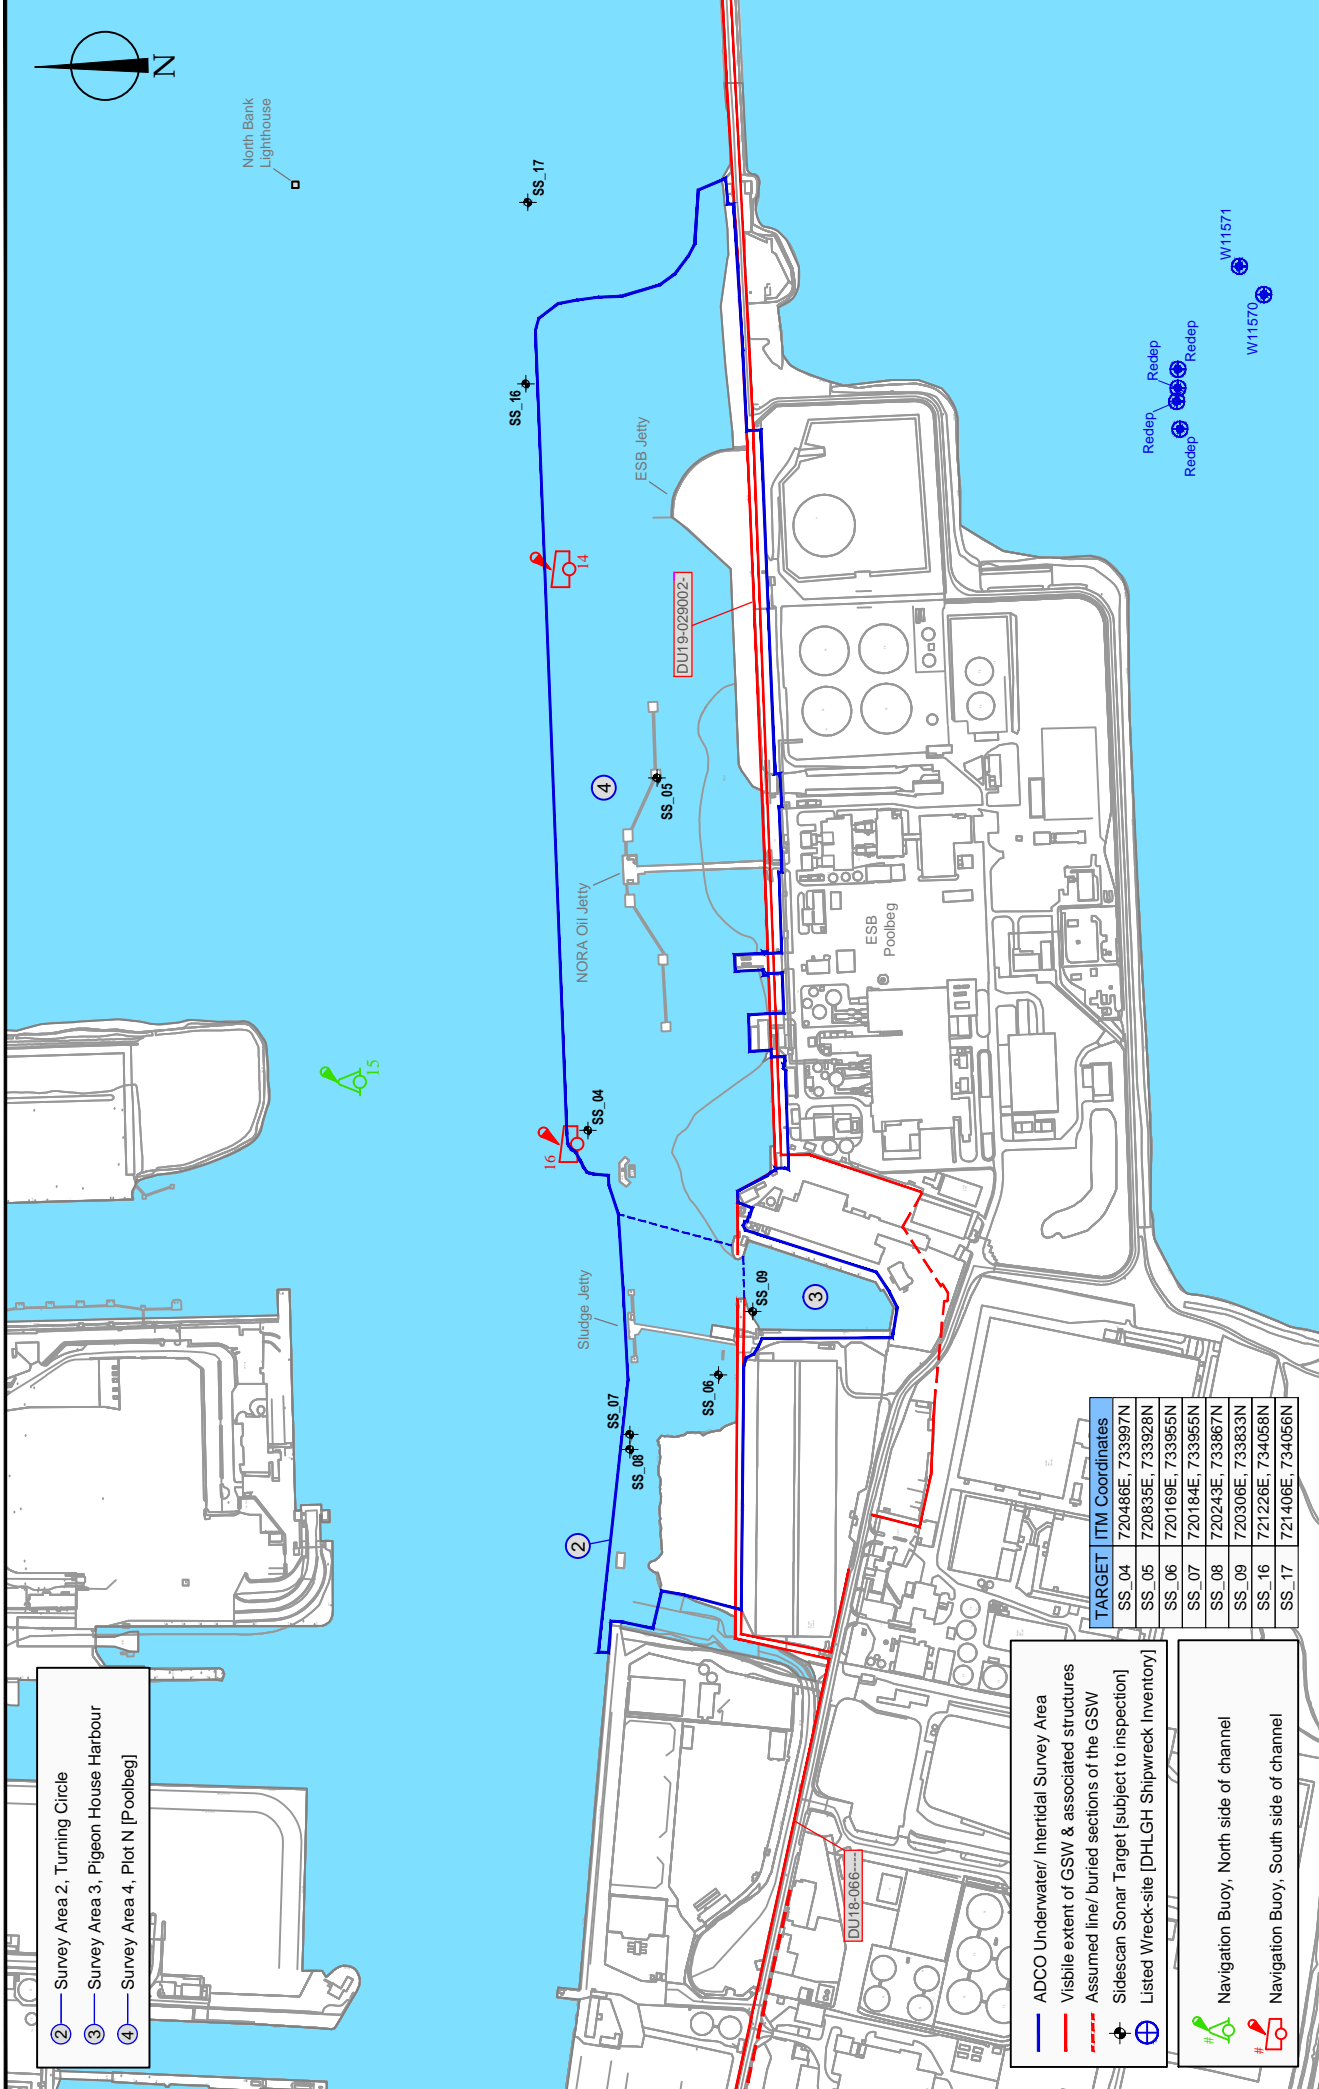 2 Survey Area 2, Turning Circle
3 Survey Area 3, Pigeon House Harbour
4 Survey Area 4, Plot N [Poolbeg]
15
North Bank
Lighthouse
N
2
SS_08
SS_07
Sludge Jetty
16
SS_04
NORA Oil Jetty
4
SS_05
14
ESB Jetty
SS_16
SS_17
SS_06
SS_09
3
DU19-029002-
ESB
Poolbeg
DU18-066----
Redep
Redep
Redep
Redep
W11570
W11571
ADCO Underwater/ Intertidal Survey Area
Visbile extent of GSW & associated structures
Assumed line/ buried sections of the GSW
Sidescan Sonar Target [subject to inspection]
Listed Wreck-site [DHLGH Shipwreck Inventory]
# Navigation Buoy, North side of channel
# Navigation Buoy, South side of channel
TARGET ITM Coordinates
SS_04 720486E, 733997N
SS_05 720835E, 733928N
SS_06 720169E, 733955N
SS_07 720184E, 733955N
SS_08 720243E, 733867N
SS_09 720306E, 733833N
SS_16 721226E, 734058N
SS_17 721406E, 734056N